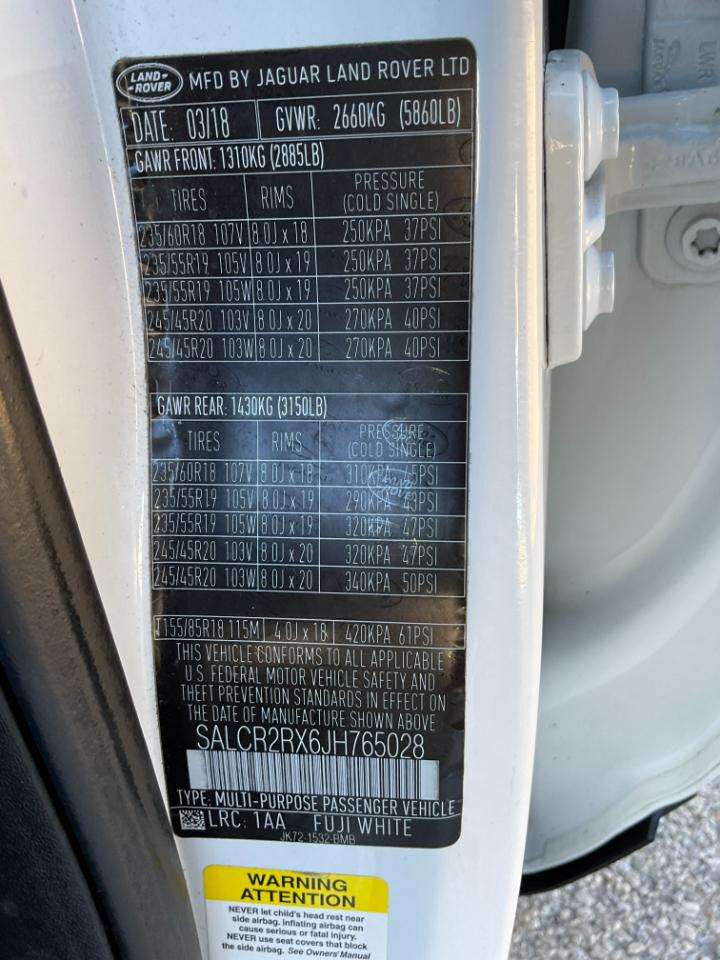 LAND ROVER MFD BY JAGUAR LAND ROVER LTD
DATE: 03/18 GVWR: 2660KG (5860LB)
GAWR FRONT: 1310KG (2885LB)
TIRES RIMS PRESSURE (COLD SINGLE)
235/60R18 107V 8.0J x 18 250KPA 37PSI
235/55R19 105V 8.0J x 19 250KPA 37PSI
235/55R19 105W 8.0J x 19 250KPA 37PSI
245/45R20 103V 8.0J x 20 270KPA 40PSI
245/45R20 103W 8.0J x 20 270KPA 40PSI
GAWR REAR: 1430KG (3150LB)
TIRES RIMS PRESSURE (COLD SINGLE)
235/60R18 107V 8.0J x 18 310KPA 45PSI
235/55R19 105V 8.0J x 19 290KPA 43PSI
235/55R19 105W 8.0J x 19 320KPA 47PSI
245/45R20 103V 8.0J x 20 320KPA 47PSI
245/45R20 103W 8.0J x 20 340KPA 50PSI
T155/85R18 115M 4.0J x 18 420KPA 61PSI
THIS VEHICLE CONFORMS TO ALL APPLICABLE
U.S. FEDERAL MOTOR VEHICLE SAFETY AND
THEFT PREVENTION STANDARDS IN EFFECT ON
THE DATE OF MANUFACTURE SHOWN ABOVE
SALCR2RX6JH765028
TYPE: MULTI-PURPOSE PASSENGER VEHICLE
LRC: 1AA FUJI WHITE
JK72-1532-BMB
WARNING
ATTENTION
NEVER let child's head rest near
side airbag. inflating airbag can
cause serious or fatal injury.
NEVER use seat covers that block
the side airbag. See Owners' Manual